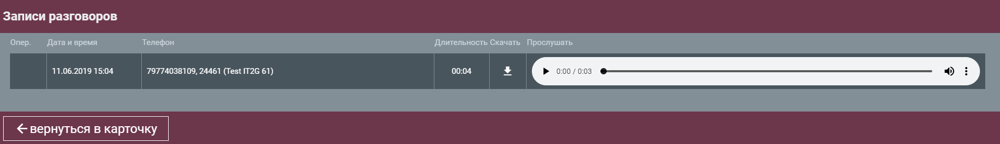 Записи разговоров
Опер. Дата и время Телефон Длительность Скачать Прослушать
11.06.2019 15:04 79774038109, 24461 (Test IT2G 61) 00:04 0:00 / 0:03
вернуться в карточку